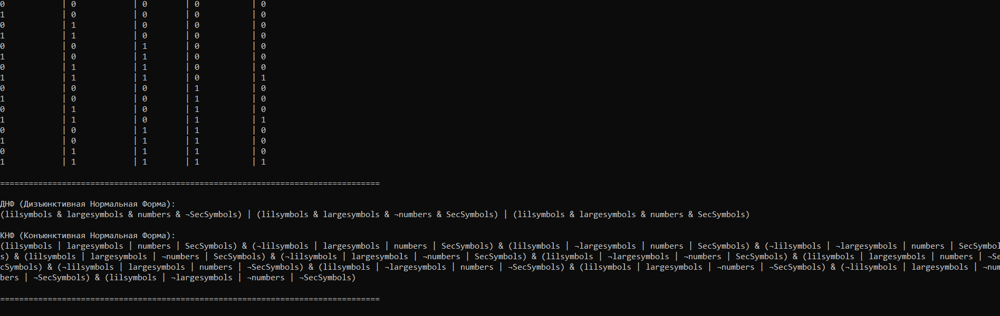 0 | 0 | 0 | 0 | 0
1 | 0 | 0 | 0 | 0
0 | 1 | 0 | 0 | 0
1 | 1 | 0 | 0 | 0
0 | 0 | 1 | 0 | 0
1 | 0 | 1 | 0 | 0
0 | 1 | 1 | 0 | 0
1 | 1 | 1 | 0 | 1
0 | 0 | 0 | 1 | 0
1 | 0 | 0 | 1 | 0
0 | 1 | 0 | 1 | 0
1 | 1 | 0 | 1 | 1
0 | 0 | 1 | 1 | 0
1 | 0 | 1 | 1 | 0
0 | 1 | 1 | 1 | 0
1 | 1 | 1 | 1 | 1
================================================================================
ДНФ (Дизъюнктивная Нормальная Форма):
(lilsymbols & largesymbols & numbers & ¬SecSymbols) | (lilsymbols & largesymbols & ¬numbers & SecSymbols) | (lilsymbols & largesymbols & numbers & SecSymbols)
КНФ (Конъюнктивная Нормальная Форма):
(lilsymbols | largesymbols | numbers | SecSymbols) & (¬lilsymbols | largesymbols | numbers | SecSymbols) & (lilsymbols | ¬largesymbols | numbers | SecSymbols) & (¬lilsymbols | ¬largesymbols | numbers | SecSymbol
s) & (lilsymbols | largesymbols | ¬numbers | SecSymbols) & (¬lilsymbols | largesymbols | ¬numbers | SecSymbols) & (lilsymbols | ¬largesymbols | ¬numbers | SecSymbols) & (lilsymbols | largesymbols | numbers | ¬Se
cSymbols) & (¬lilsymbols | largesymbols | numbers | ¬SecSymbols) & (lilsymbols | ¬largesymbols | numbers | ¬SecSymbols) & (lilsymbols | largesymbols | ¬numbers | ¬SecSymbols) & (¬lilsymbols | largesymbols | ¬num
bers | ¬SecSymbols) & (lilsymbols | ¬largesymbols | ¬numbers | ¬SecSymbols)
================================================================================